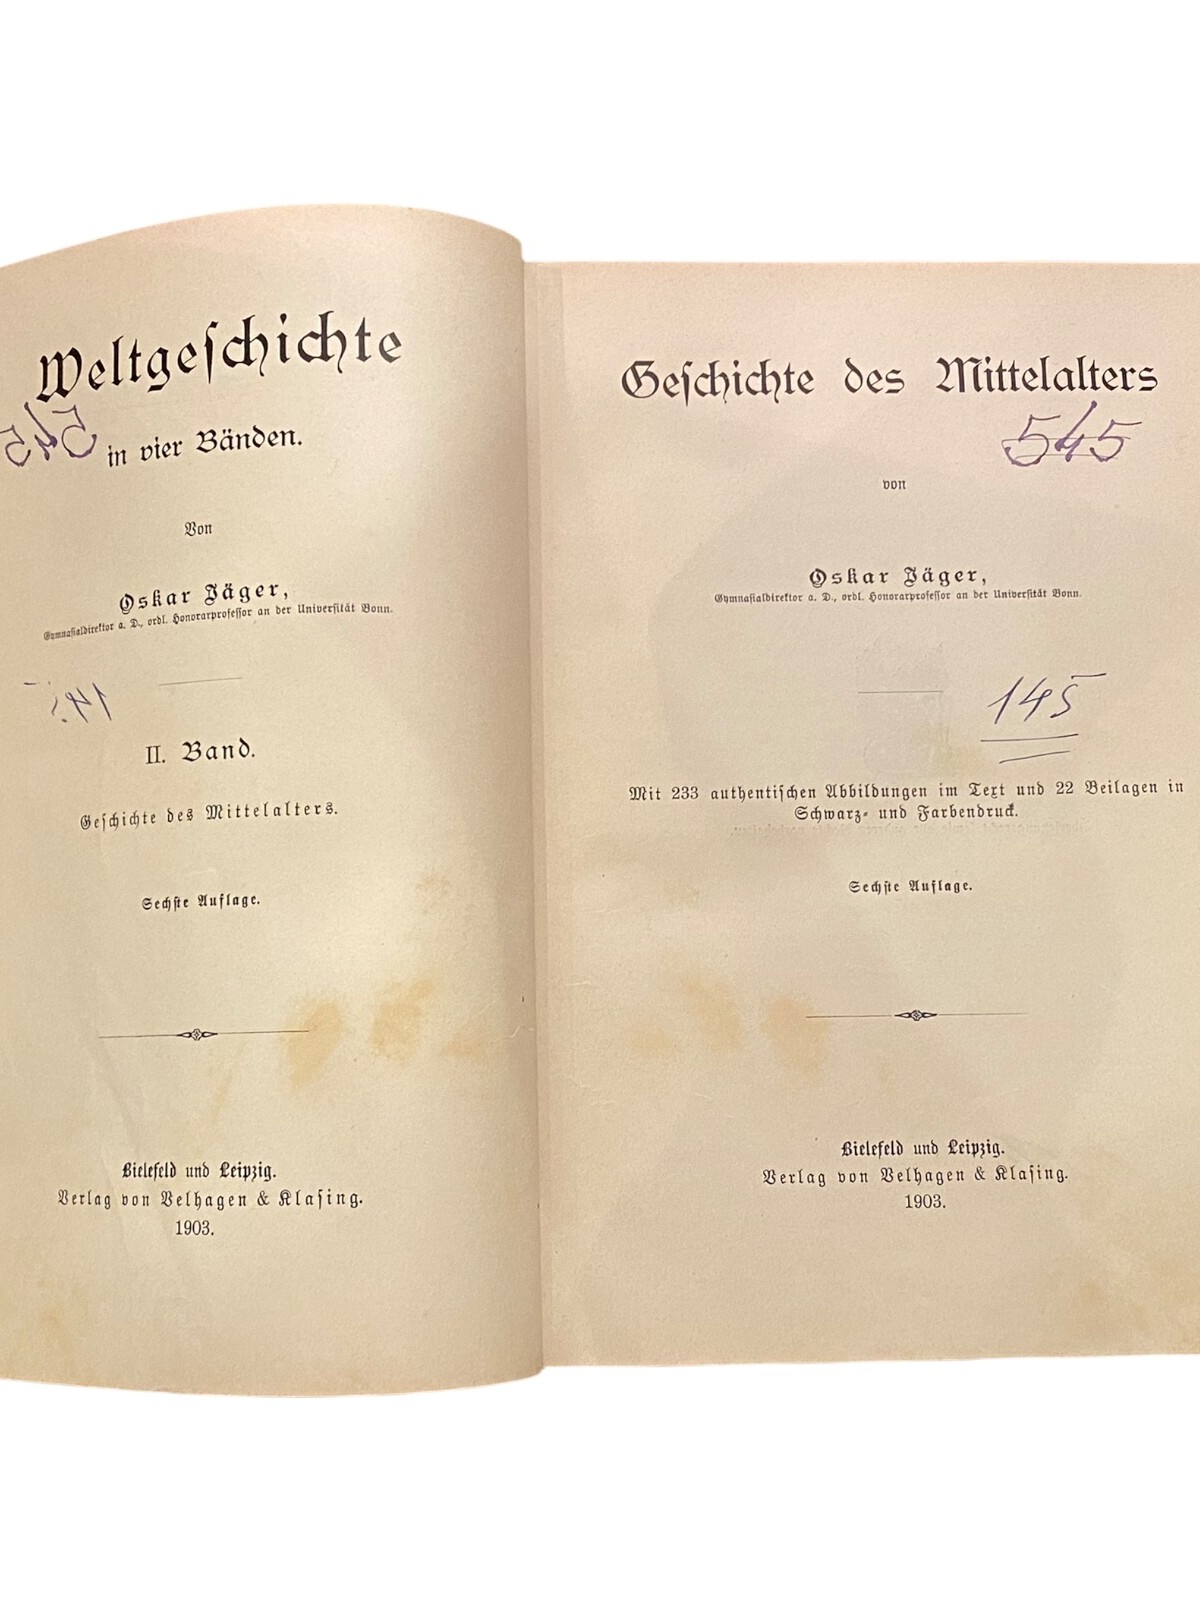 Weltgeschichte
in vier Bänden.
Von
Oskar Jäger,
Gymnasialdirektor a. D., ordl. Honorarprofessor an der Universität Bonn.
II. Band.
Geschichte des Mittelalters.
Sechste Auflage.
Bielefeld und Leipzig.
Verlag von Velhagen & Klasing.
1903.
Geschichte des Mittelalters
545
von
Oskar Jäger,
Gymnasialdirektor a. D., ordl. Honorarprofessor an der Universität Bonn.
145
Mit 233 authentischen Abbildungen im Text und 22 Beilagen in
Schwarz- und Farbendruck.
Sechste Auflage.
Bielefeld und Leipzig.
Verlag von Velhagen & Klasing.
1903.